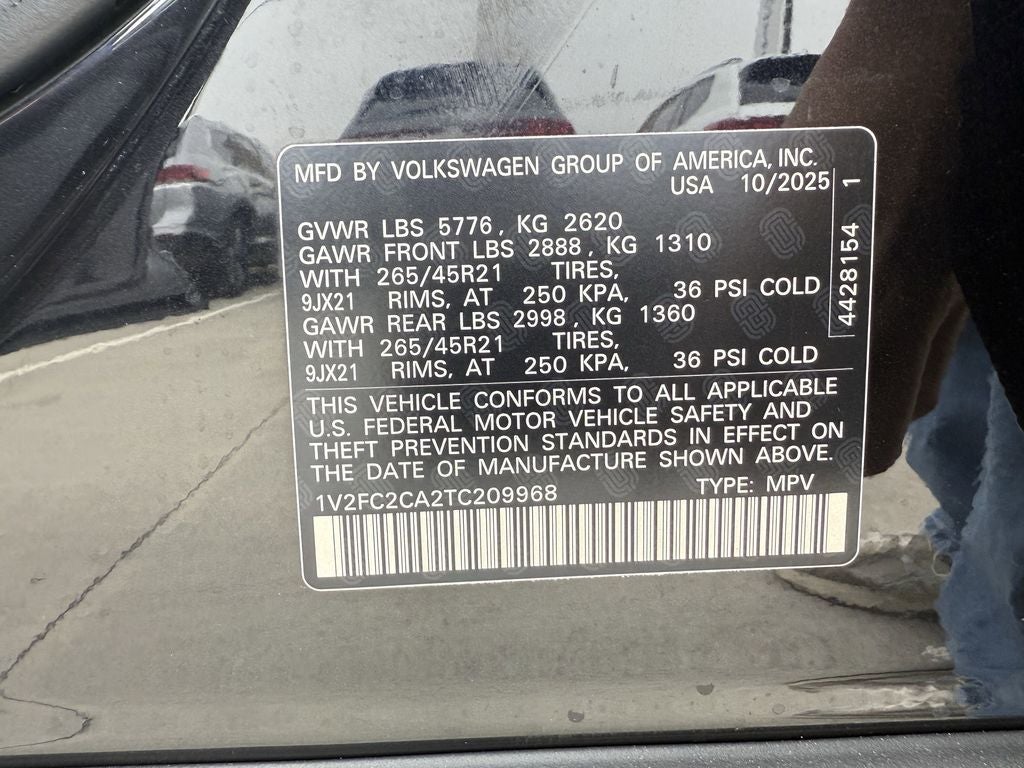 MFD BY VOLKSWAGEN GROUP OF AMERICA, INC.
USA 10/2025
GVWR LBS 5776, KG 2620
GAWR FRONT LBS 2888, KG 1310
WITH 265/45R21 TIRES,
9JX21 RIMS, AT 250 KPA, 36 PSI COLD
GAWR REAR LBS 2998, KG 1360
WITH 265/45R21 TIRES,
9JX21 RIMS, AT 250 KPA, 36 PSI COLD
4428154 1
THIS VEHICLE CONFORMS TO ALL APPLICABLE
U.S. FEDERAL MOTOR VEHICLE SAFETY AND
THEFT PREVENTION STANDARDS IN EFFECT ON
THE DATE OF MANUFACTURE SHOWN ABOVE.
1V2FC2CA2TC209968 TYPE: MPV